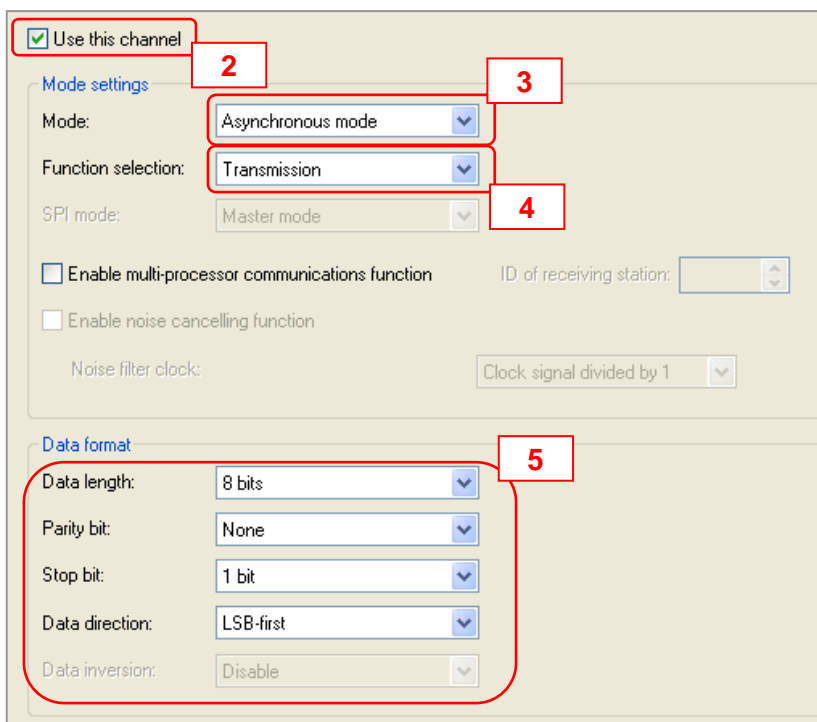 Use this channel
2
Mode settings
3
Mode: Asynchronous mode
Function selection: Transmission
4
SPI mode: Master mode
Enable multi-processor communications function ID of receiving station:
Enable noise cancelling function
Noise filter clock: Clock signal divided by 1
Data format
5
Data length: 8 bits
Parity bit: None
Stop bit: 1 bit
Data direction: LSB-first
Data inversion: Disable